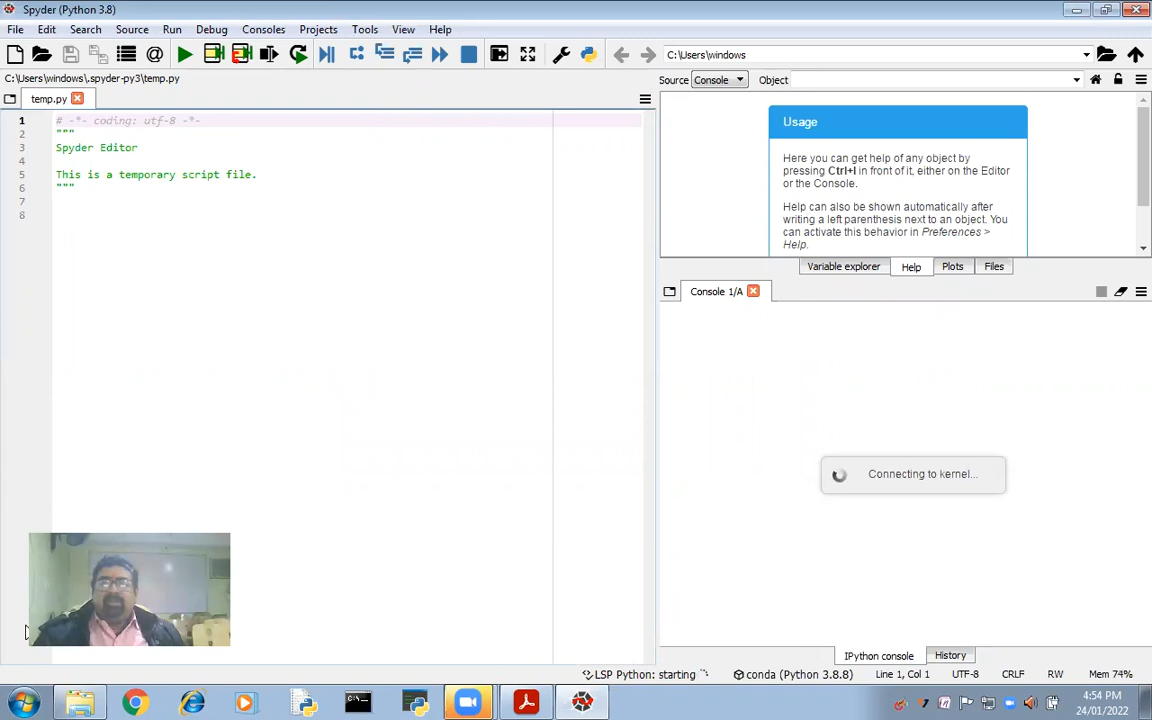 Spyder (Python 3.8)
File Edit Search Source Run Debug Consoles Projects Tools View Help
C:\Users\windows
C:\Users\windows\.spyder-py3\temp.py
Source Console Object
temp.py
1 # -*- coding: utf-8 -*-
2 """
3 Spyder Editor
4
5 This is a temporary script file.
6 """
7
8
Usage
Here you can get help of any object by
pressing Ctrl+I in front of it, either on the Editor
or the Console.
Help can also be shown automatically after
writing a left parenthesis next to an object. You
can activate this behavior in Preferences >
Help.
Variable explorer Help Plots Files
Console 1/A
Connecting to kernel...
IPython console History
LSP Python: starting conda (Python 3.8.8) Line 1, Col 1 UTF-8 CRLF RW Mem 74%
4:54 PM
24/01/2022